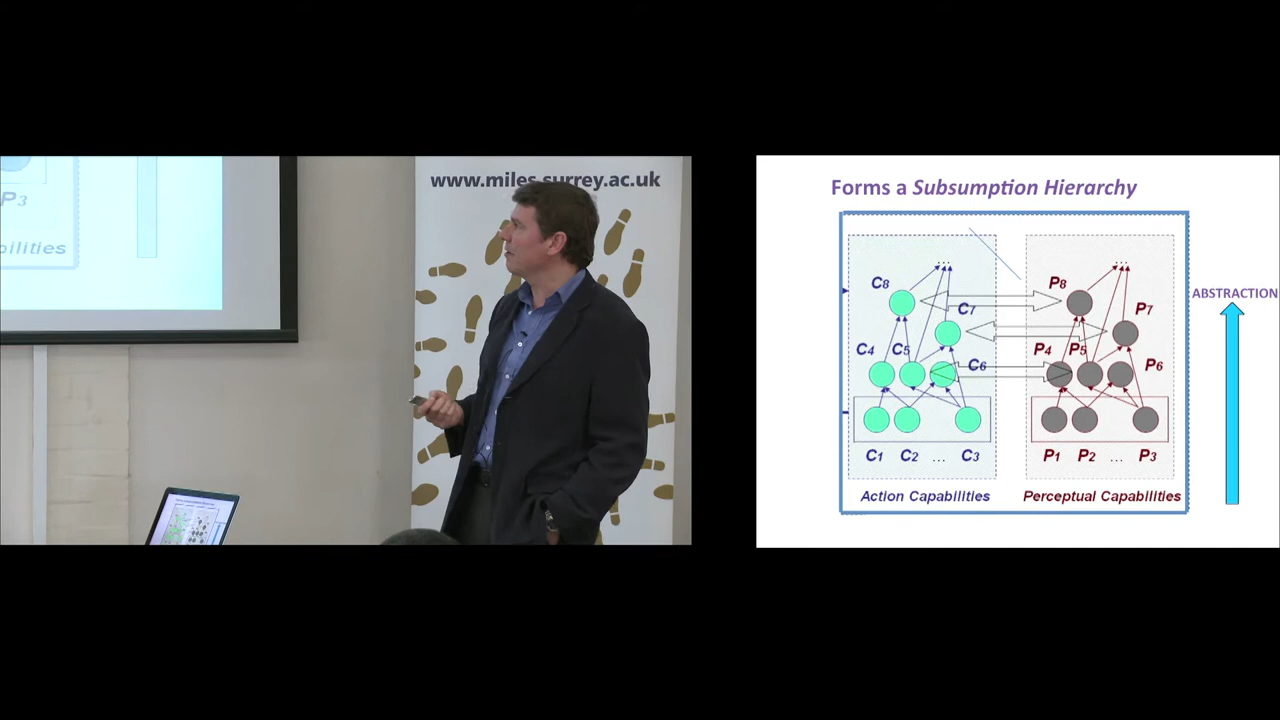 P3
bilities
www.miles.surrey.ac.uk
Forms a Subsumption Hierarchy
...
...
C8
P8
ABSTRACTION
C7
P7
C4
C5
P4
P5
C6
P6
C1
C2
...
C3
P1
P2
...
P3
Action Capabilities
Perceptual Capabilities